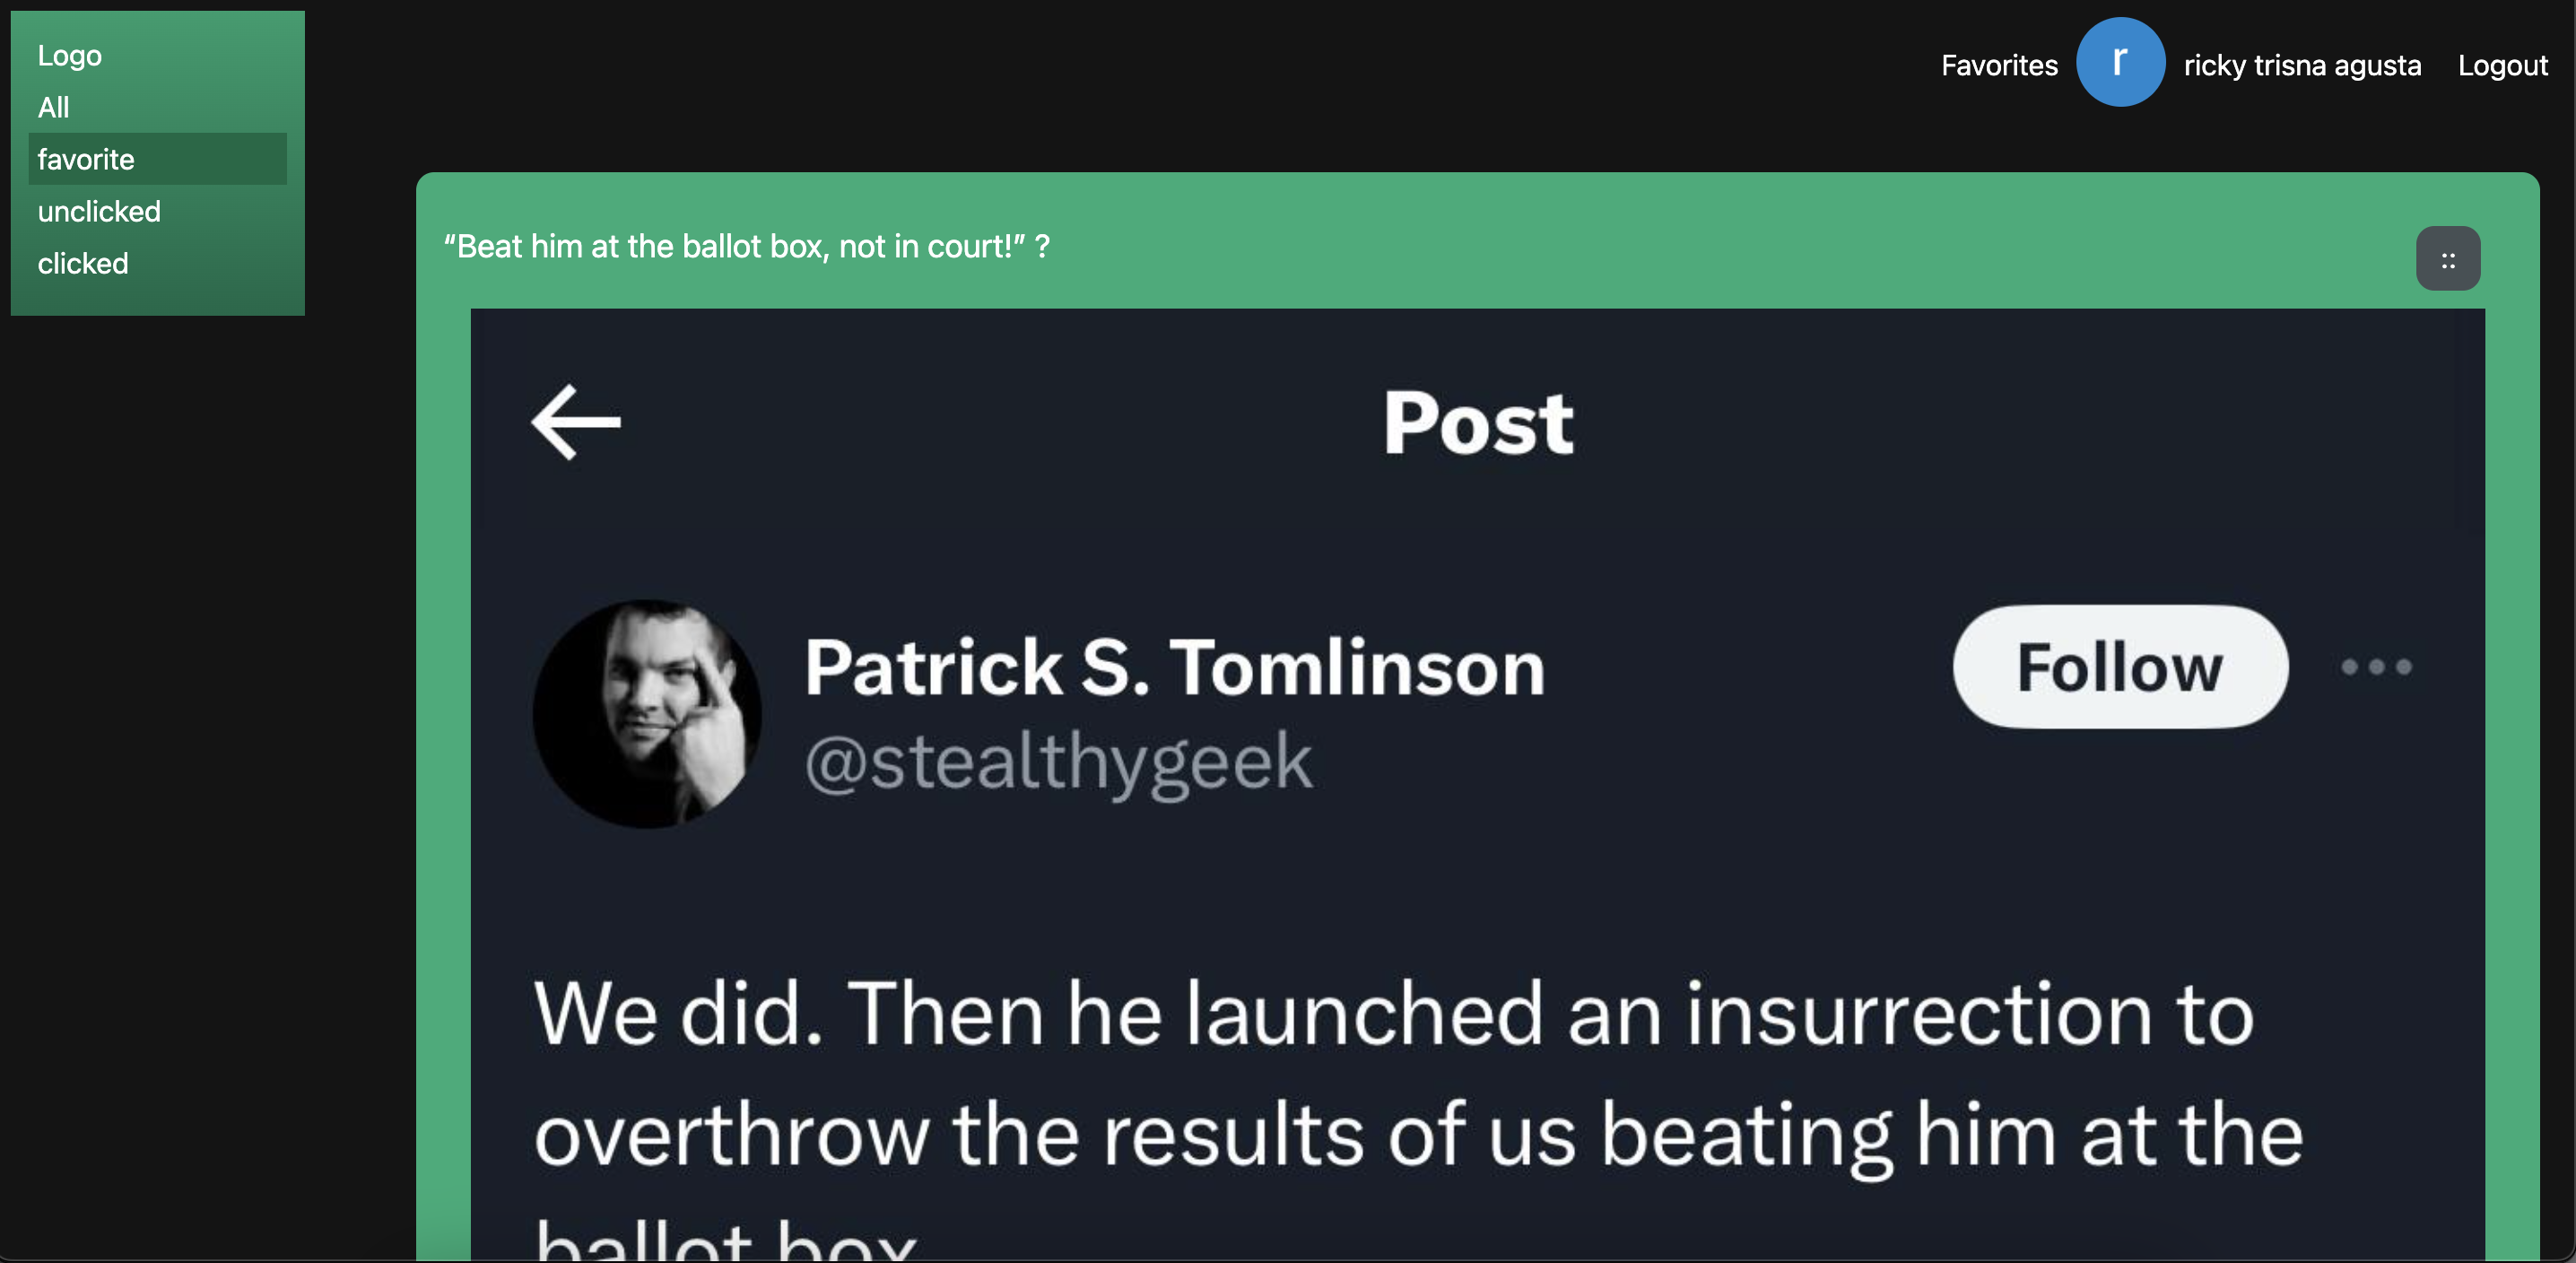 Logo
All
favorite
unclicked
clicked
Favorites r ricky trisna agusta Logout
“Beat him at the ballot box, not in court!” ?
::
Post
Patrick S. Tomlinson
@stealthygeek
Follow
We did. Then he launched an insurrection to
overthrow the results of us beating him at the
ballot box